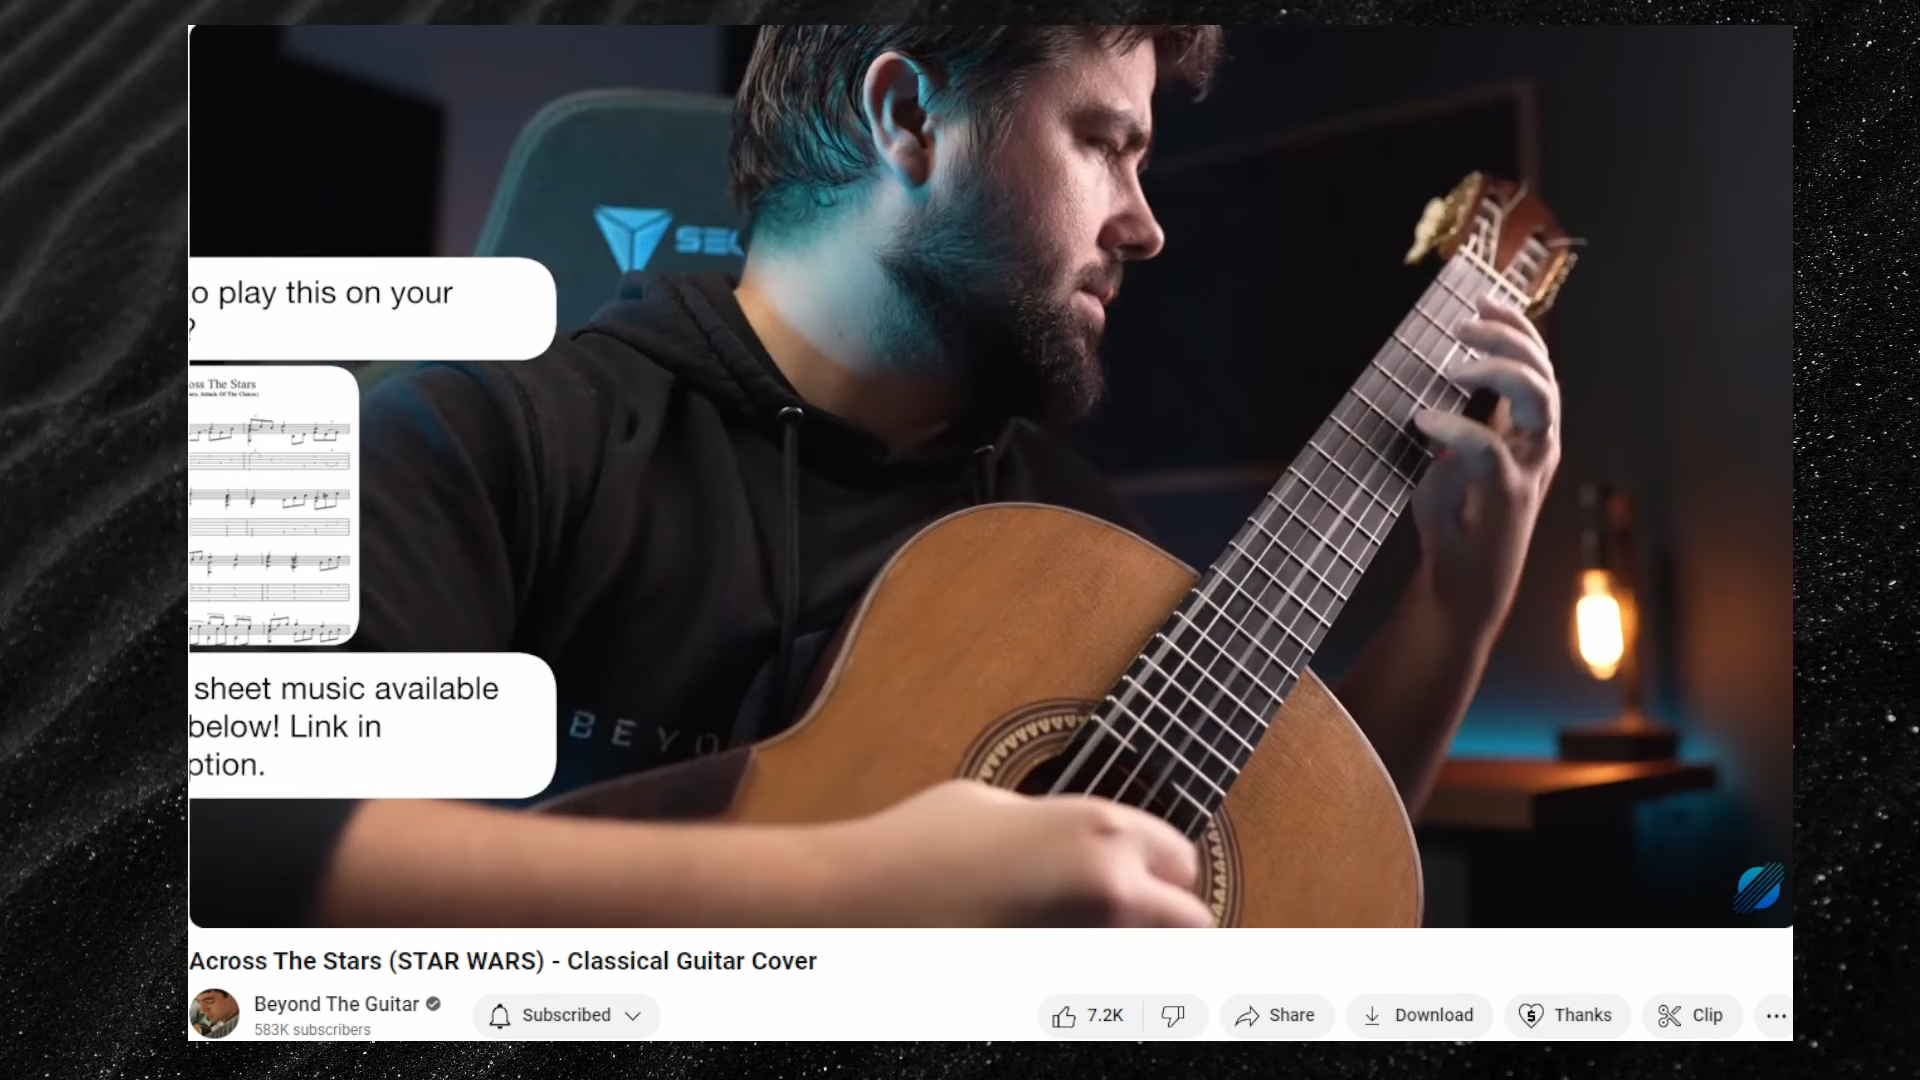 SEC
o play this on your
?
oss The Stars
sheet music available
below! Link in
ption.
BEYO
Across The Stars (STAR WARS) - Classical Guitar Cover
Beyond The Guitar
583K subscribers
Subscribed
7.2K
Share
Download
$
Thanks
Clip